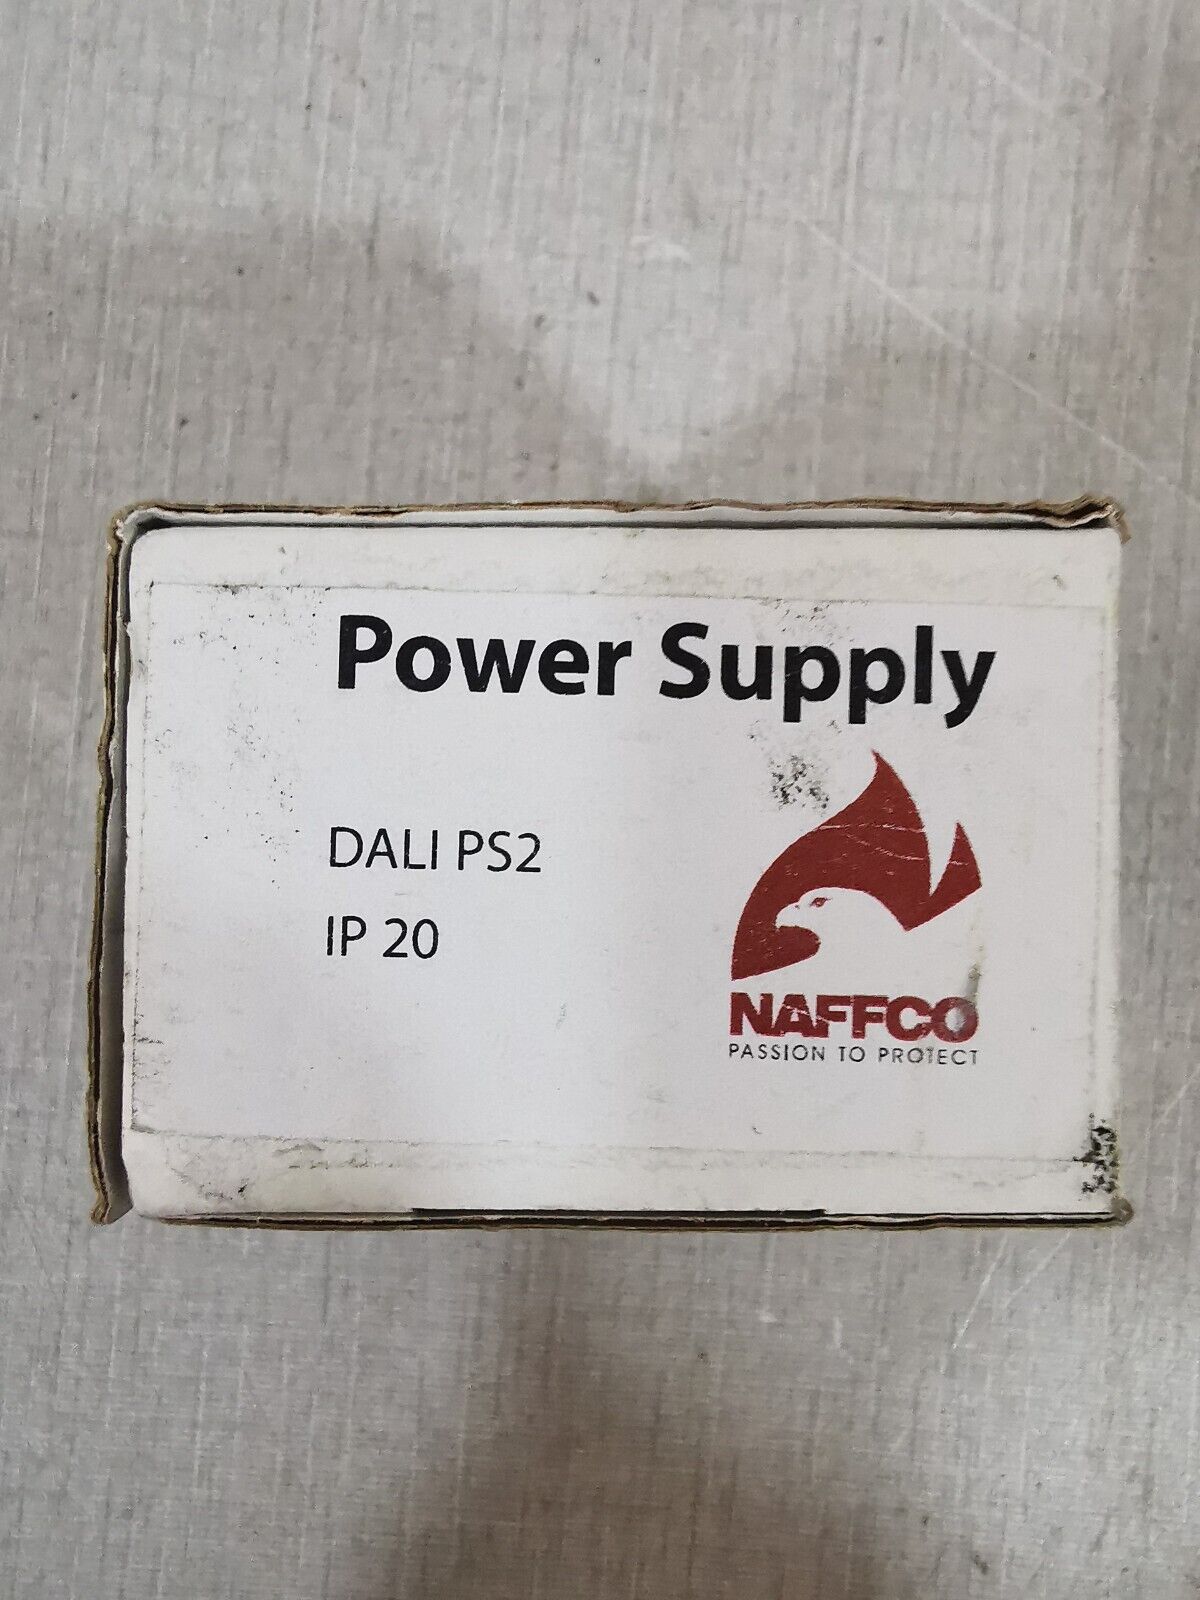 Power Supply
DALI PS2
IP 20
NAFFCO
PASSION TO PROTECT